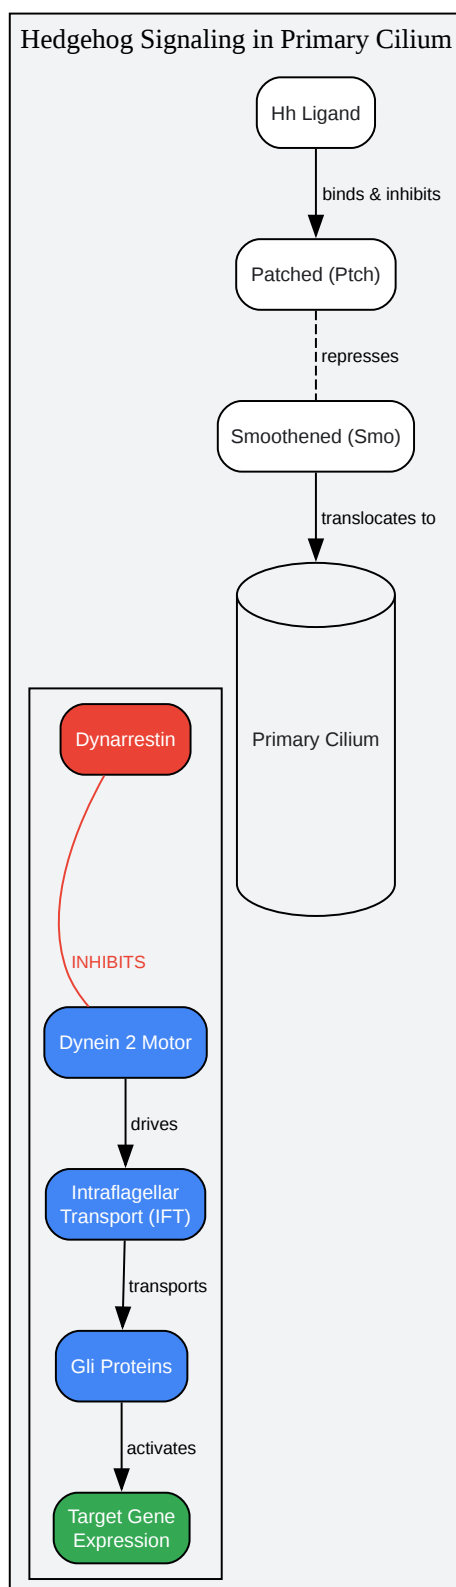 Hedgehog Signaling in Primary Cilium
Hh Ligand
binds & inhibits
Patched (Ptch)
represses
Smoothened (Smo)
translocates to
Primary Cilium
Dynarrestin
INHIBITS
Dynein 2 Motor
drives
Intraflagellar
Transport (IFT)
transports
Gli Proteins
activates
Target Gene
Expression